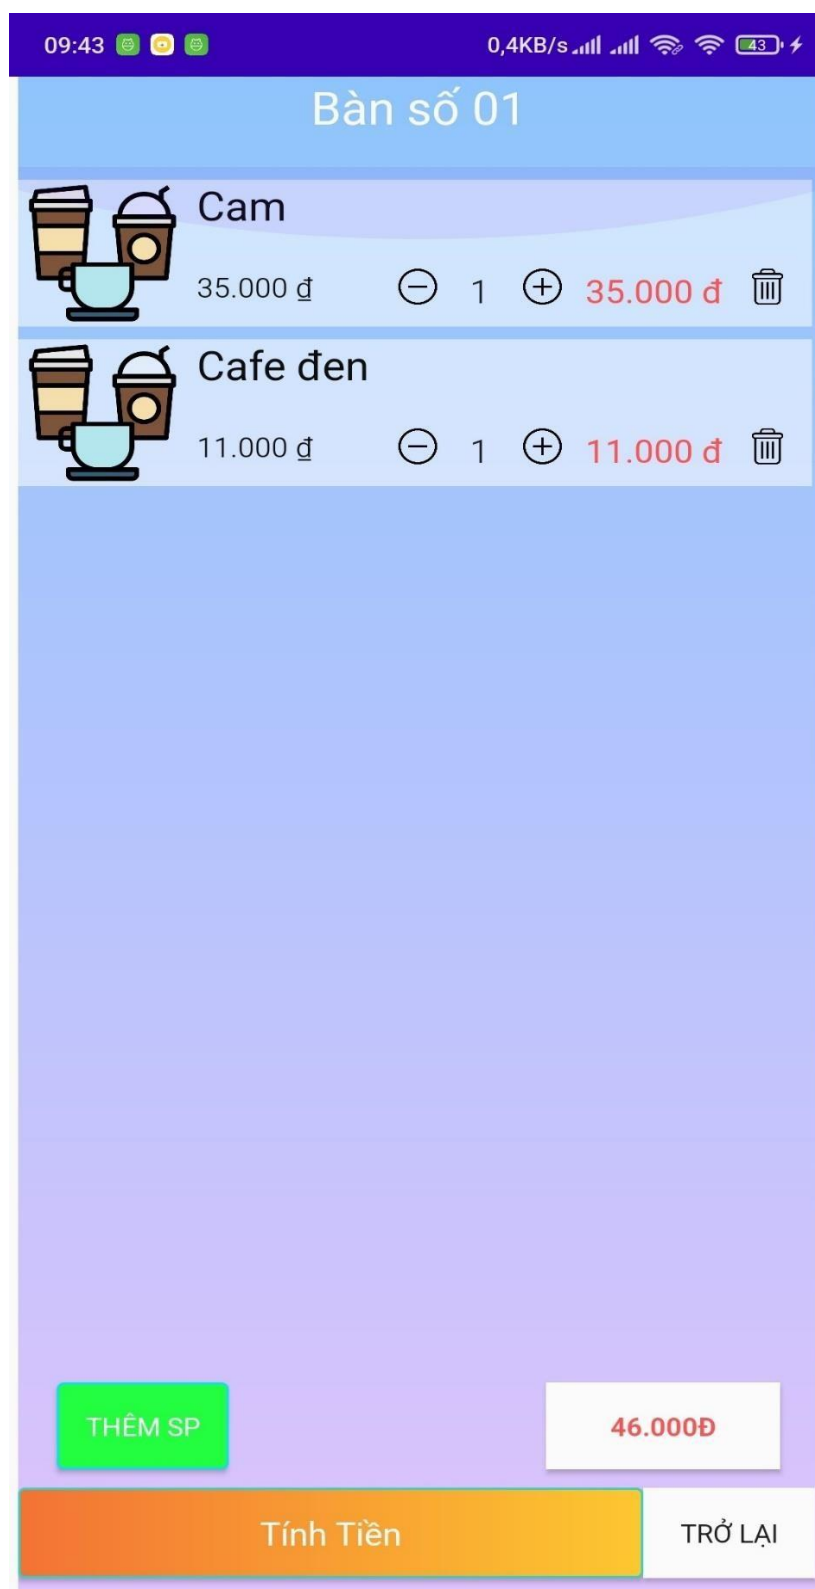 09:43 0,4KB/s 43
Bàn số 01
Cam
35.000 ₫ 1 35.000 đ
Cafe đen
11.000 ₫ 1 11.000 đ
THÊM SP 46.000Đ
Tính Tiền TRỞ LẠI